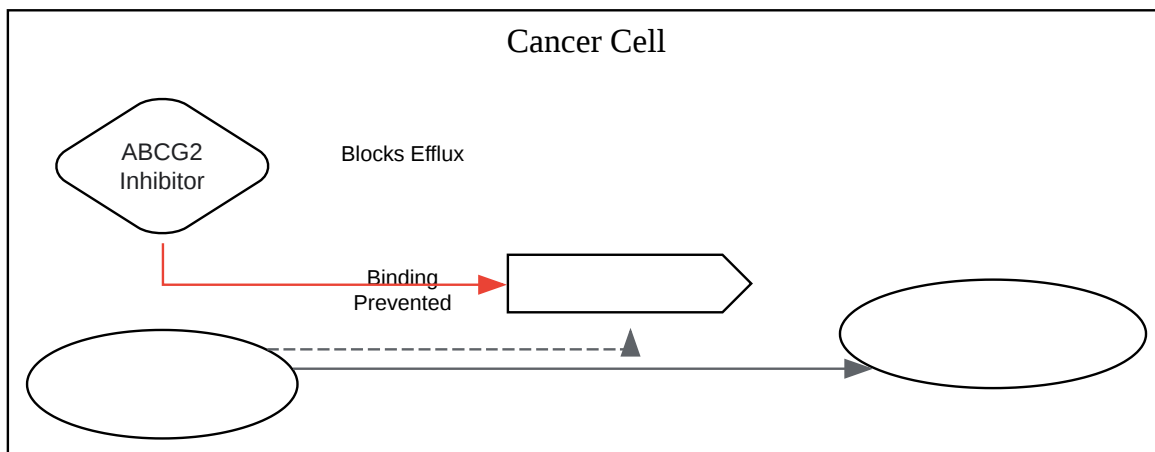 Cancer Cell
ABCG2
Inhibitor
Blocks Efflux
Binding
Prevented